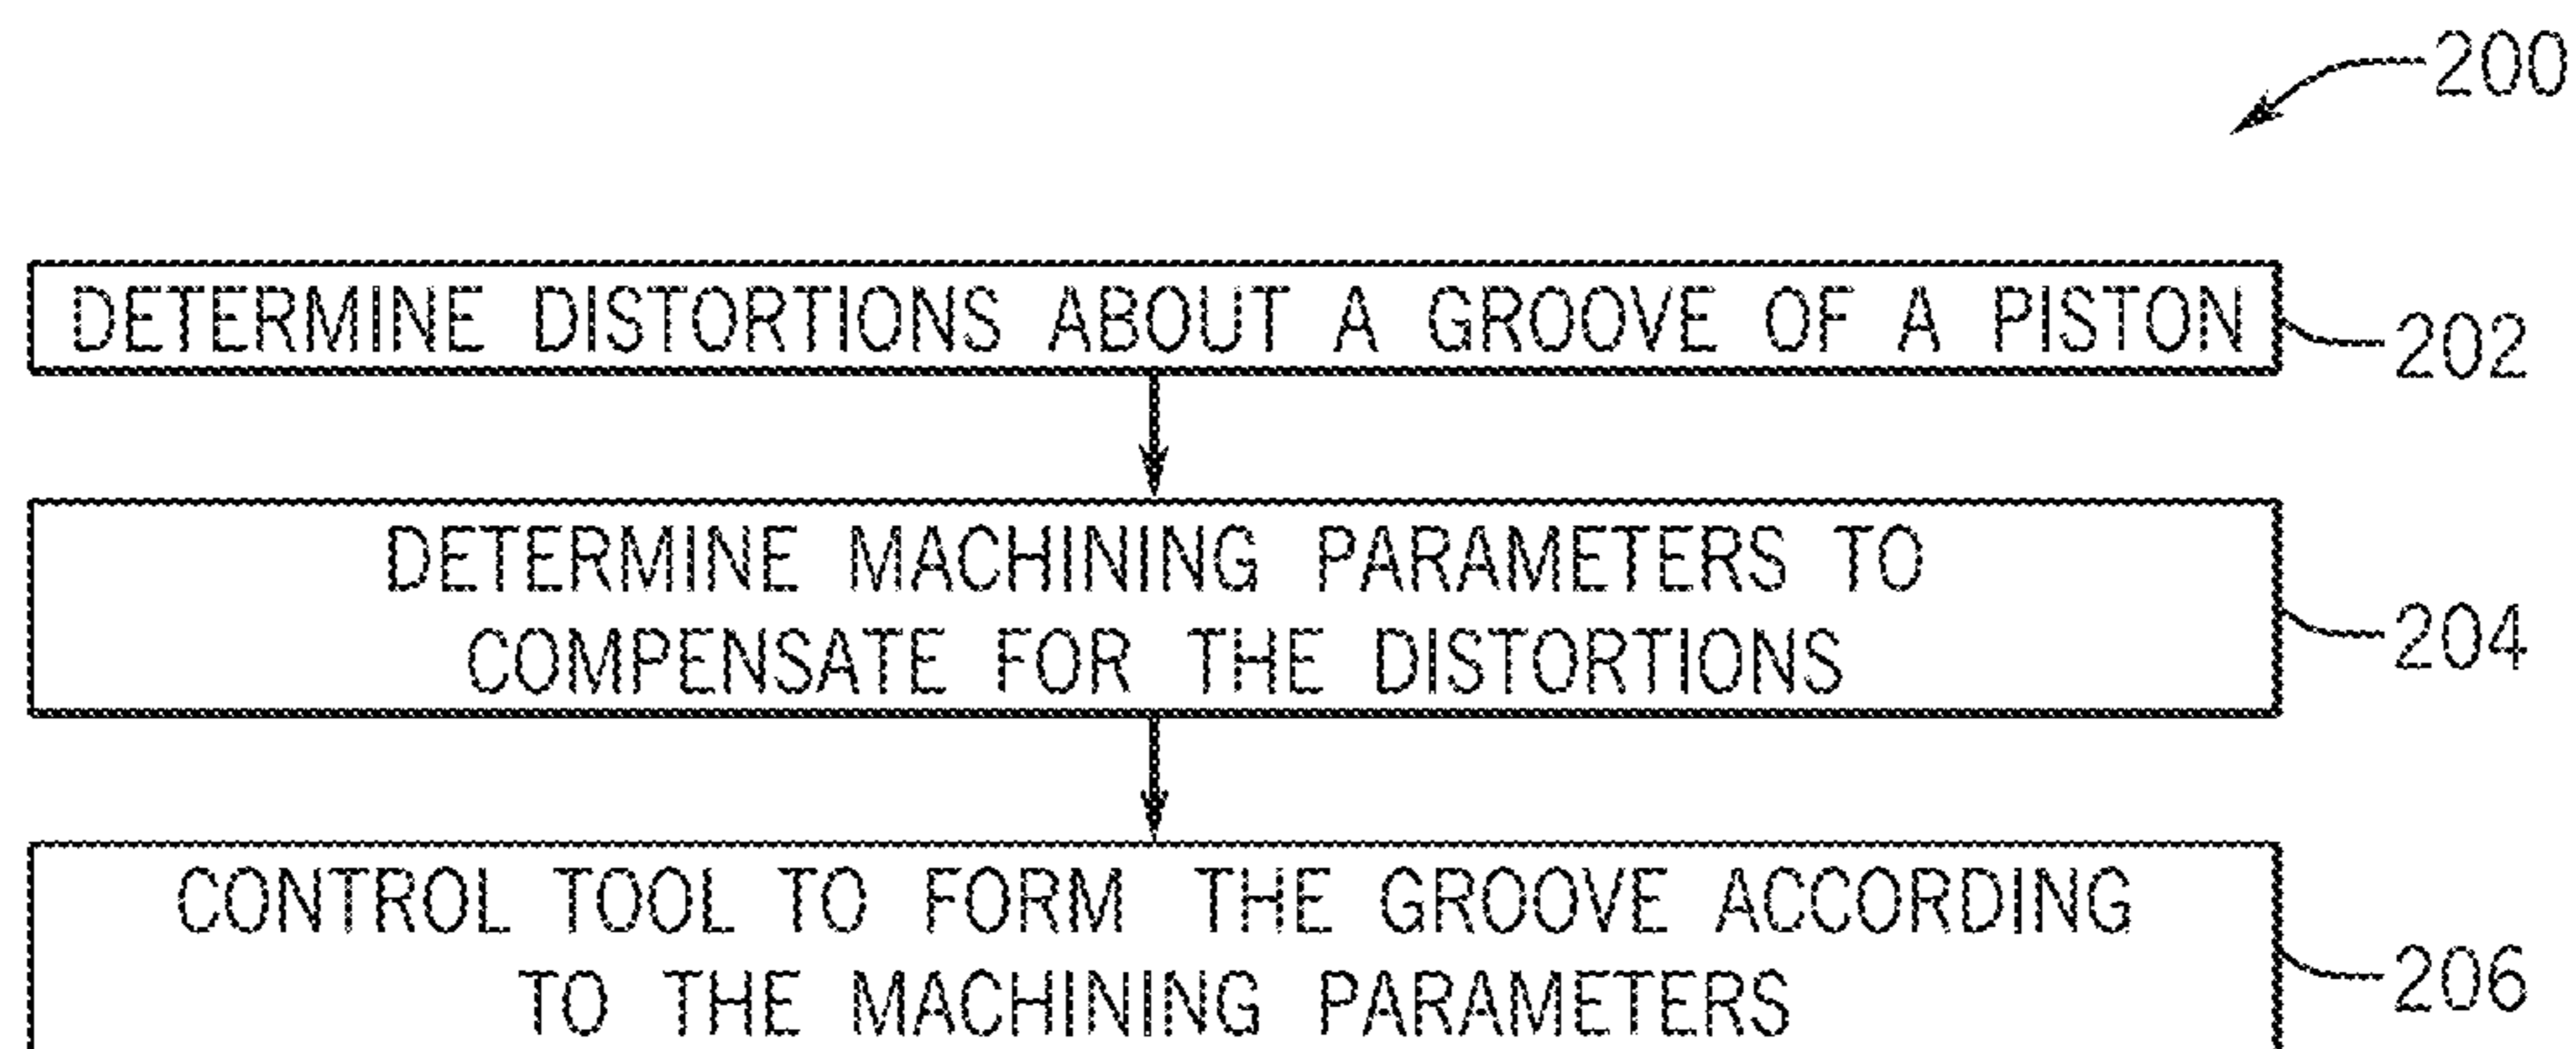 200
DETERMINE DISTORTIONS ABOUT A GROOVE OF A PISTON
202
DETERMINE MACHINING PARAMETERS TO
COMPENSATE FOR THE DISTORTIONS
204
CONTROL TOOL TO FORM THE GROOVE ACCORDING
TO THE MACHINING PARAMETERS
206